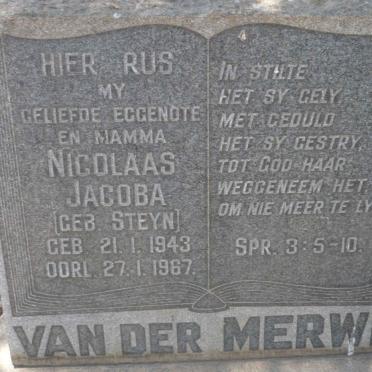 HIER RUS
MY
GELIEFDE EGGENOTE
EN MAMMA
NICOLAAS
JACOBA
[GEB STEYN]
GEB. 21. 1. 1943
OORL. 27. 1. 1967.
IN STILTE
HET SY GELY,
MET GEDULD
HET SY GESTRY,
TOT GOD HAAR
WEGGENEEM HET,
OM NIE MEER TE LY
SPR. 3:5-10.
VAN DER MERW